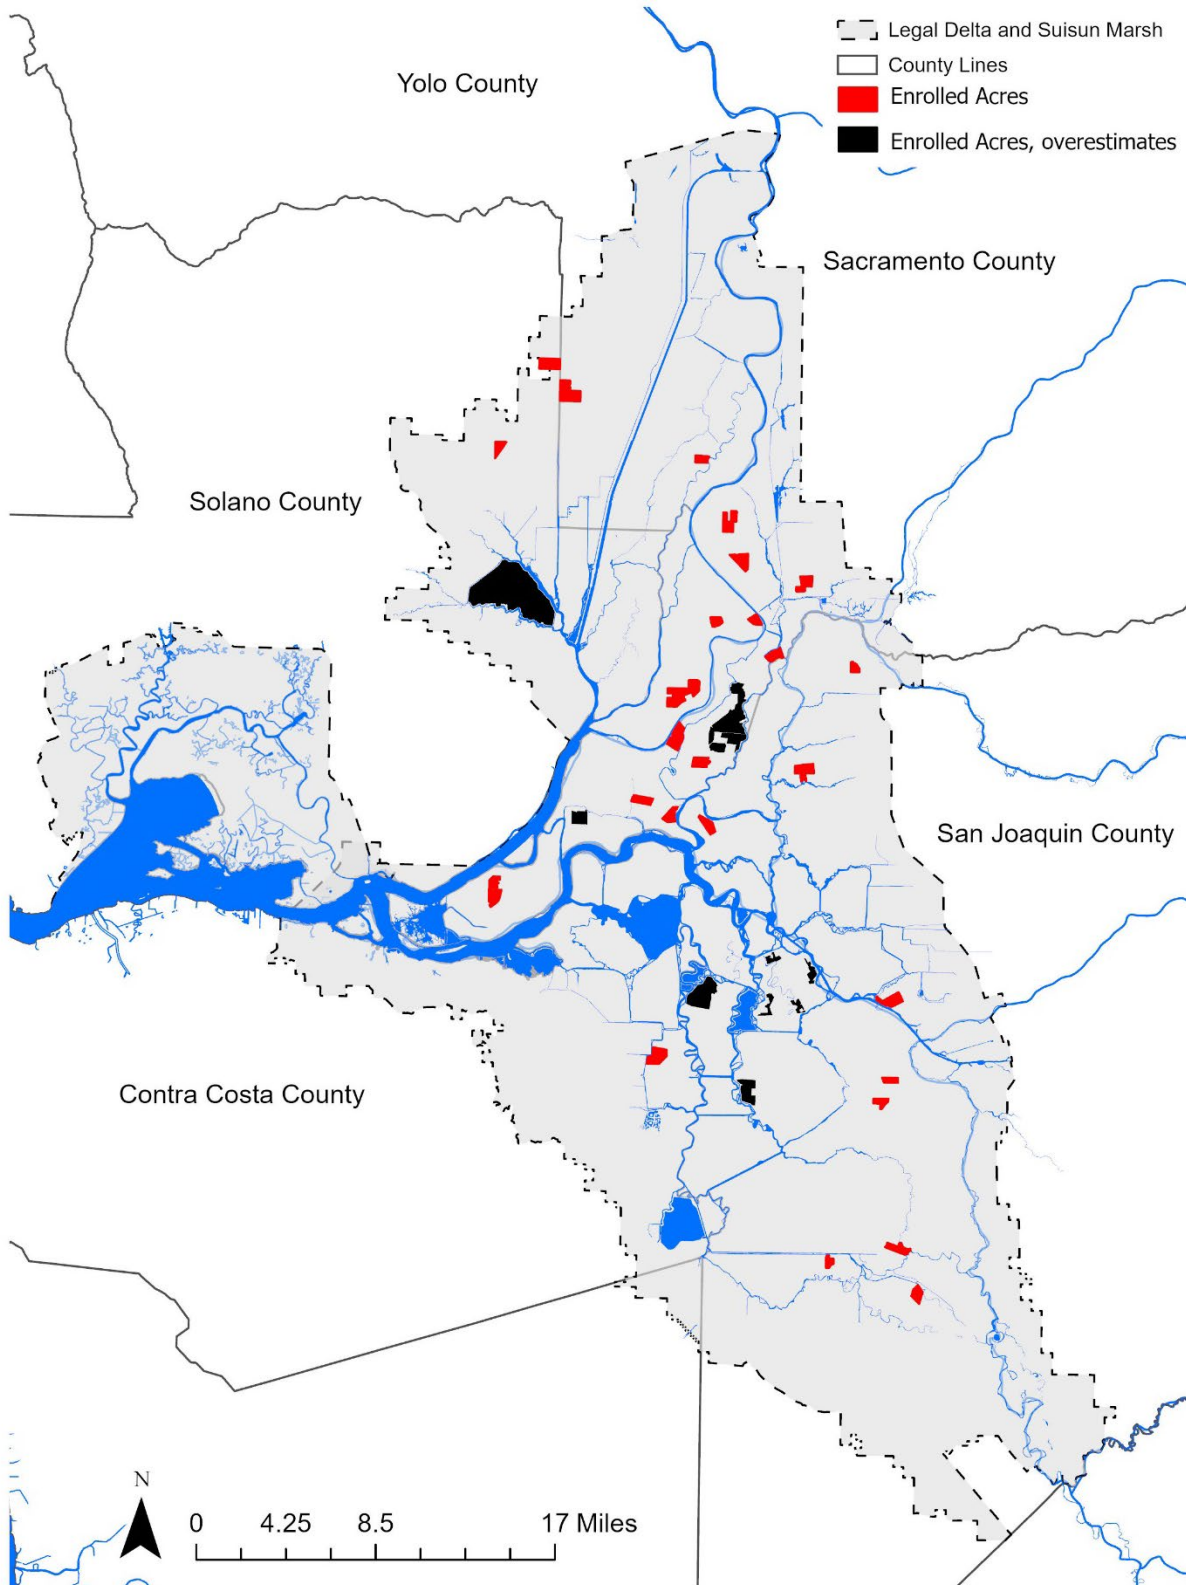 Legal Delta and Suisun Marsh
County Lines
Enrolled Acres
Enrolled Acres, overestimates
Yolo County
Sacramento County
Solano County
San Joaquin County
Contra Costa County
N
0 4.25 8.5 17 Miles